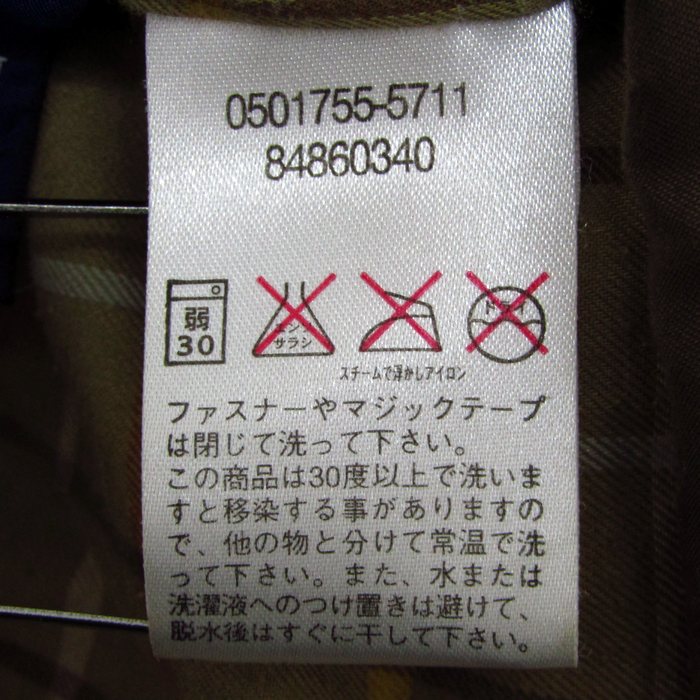 0501755-5711
84860340
弱
30
エンソ
サラシ
ドライ
スチームで浮かしアイロン
ファスナーやマジックテープ
は閉じて洗って下さい。
この商品は30度以上で洗いま
すと移染する事がありますの
で、他の物と分けて常温で洗
って下さい。また、水または
洗濯液へのつけ置きは避けて、
脱水後はすぐに干して下さい。